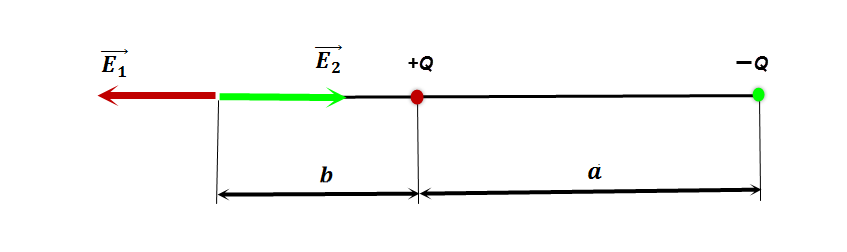 E₁ E₂ +Q −Q
b a